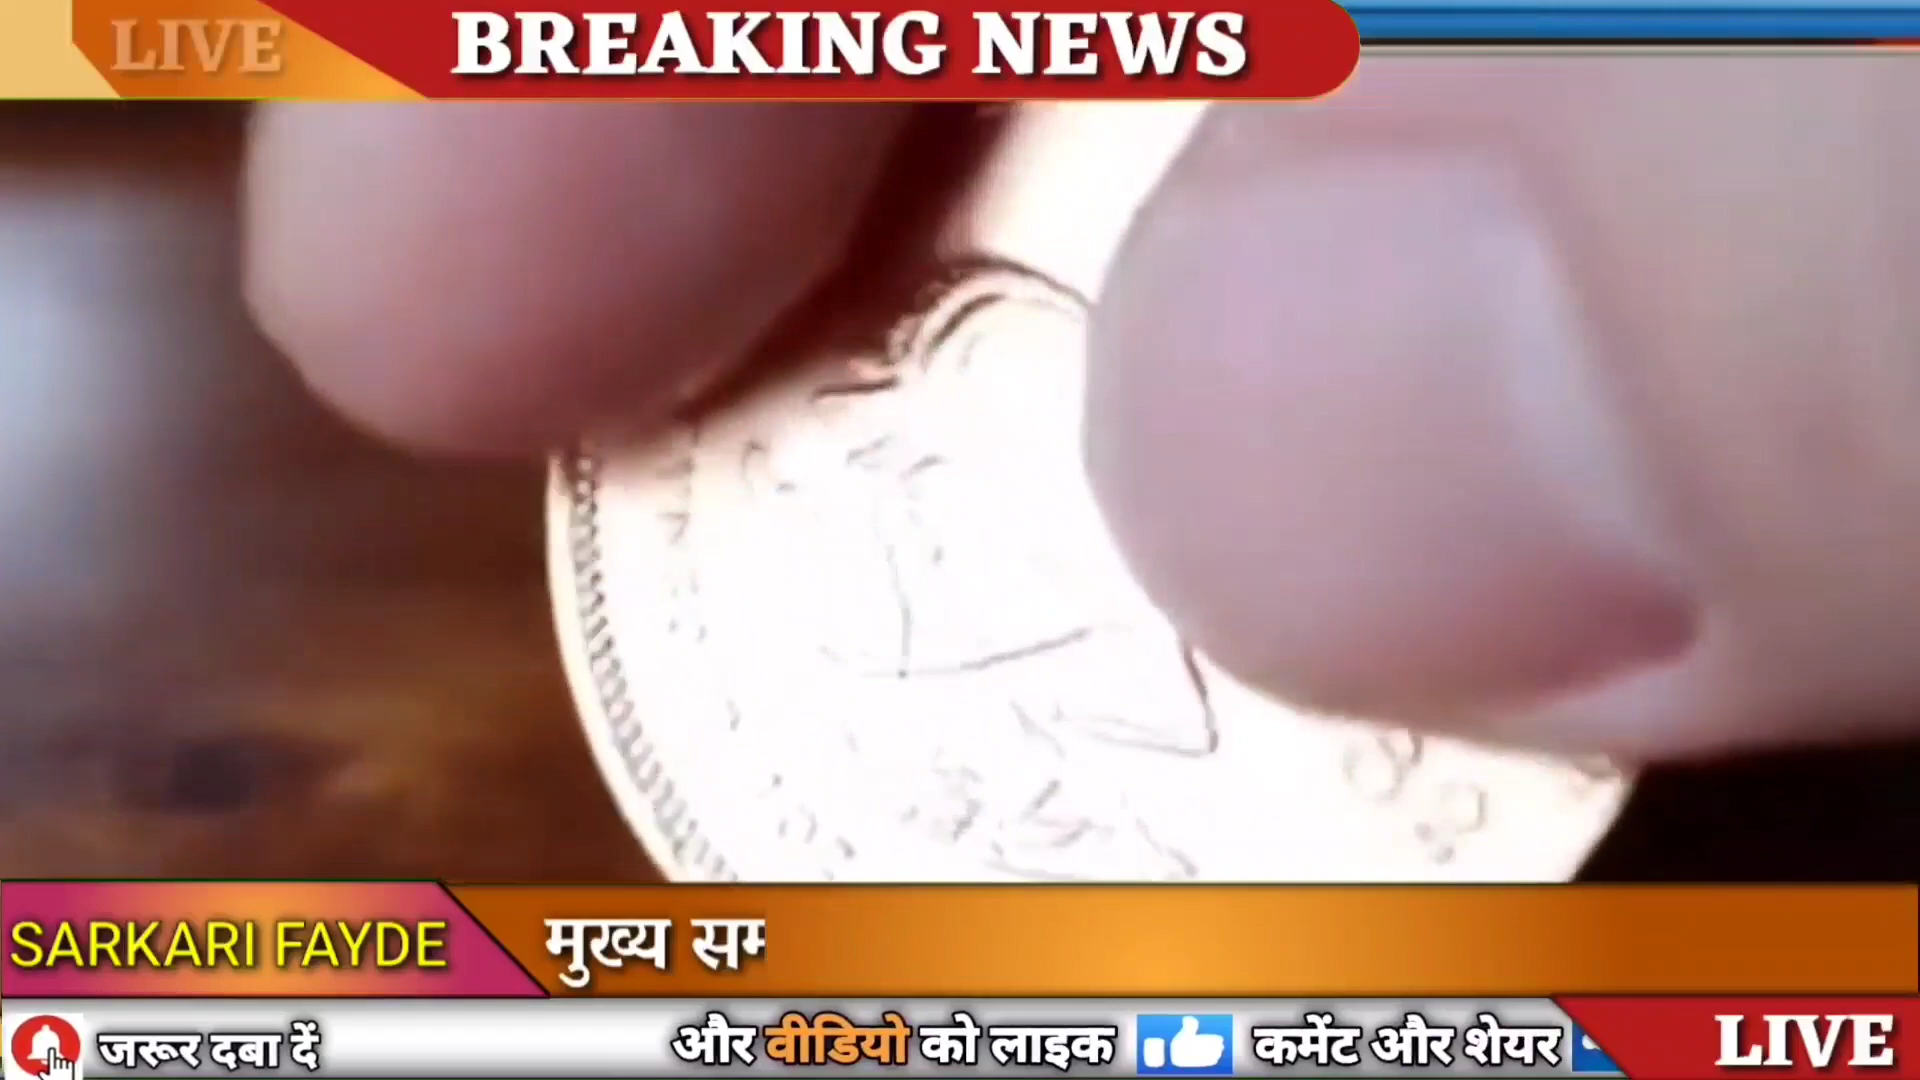 LIVE
BREAKING NEWS
SARKARI FAYDE
मुख्य सम
जरूर दबा दें
और वीडियो को लाइक
कमेंट और शेयर
LIVE